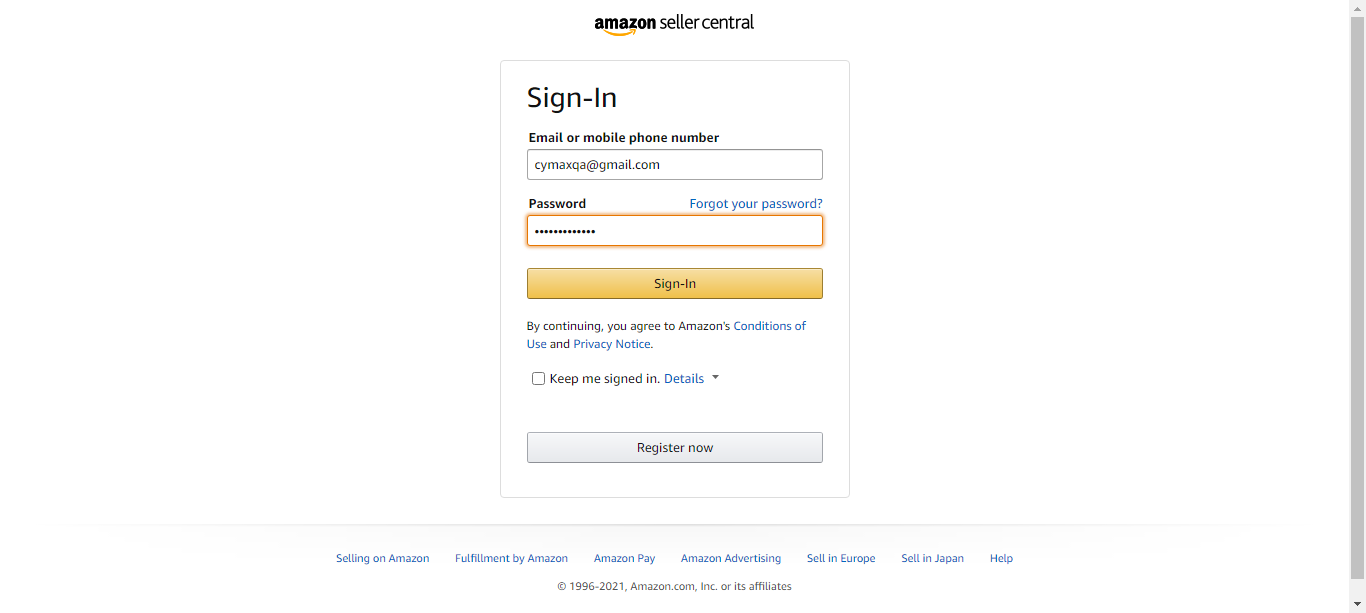 amazon seller central
Sign-In
Email or mobile phone number
cymaxqa@gmail.com
Password Forgot your password?
•••••••••••••
Sign-In
By continuing, you agree to Amazon's Conditions of
Use and Privacy Notice.
Keep me signed in. Details
Register now
Selling on Amazon Fulfillment by Amazon Amazon Pay Amazon Advertising Sell in Europe Sell in Japan Help
© 1996-2021, Amazon.com, Inc. or its affiliates